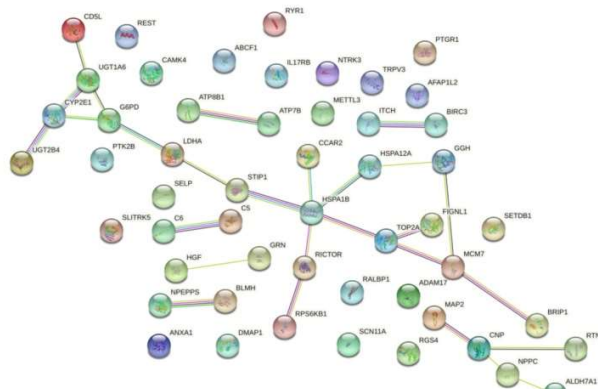 CD5L
REST
RYR1
ABCF1
PTGR1
UGT1A6
CAMK4
IL17RB
NTRK3
TRPV3
AFAP1L2
CYP2E1
G6PD
ATP8B1
ATP7B
METTL3
ITCH
BIRC3
UGT2B4
PTK2B
LDHA
CCAR2
HSPA12A
GGH
SELP
STIP1
HSPA1B
SLITRK5
C6
C5
TOP2A
FIGNL1
SETDB1
HGF
GRN
RICTOR
MCM7
NPEPPS
BLMH
RALBP1
ADAM17
MAP2
BRIP1
RPS6KB1
ANXA1
DMAP1
SCN11A
RGS4
CNP
RTN
NPPC
ALDH7A1